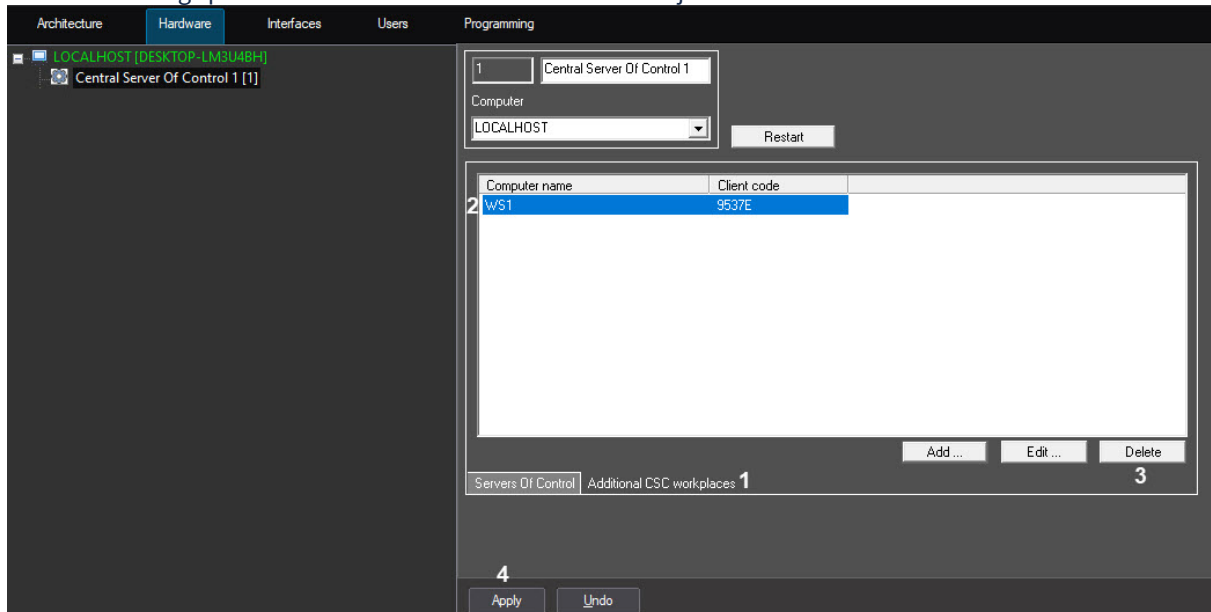 Architecture Hardware Interfaces Users Programming
LOCALHOST [DESKTOP-LM3U4BH]
Central Server Of Control 1 [1]
1 Central Server Of Control 1
Computer
LOCALHOST
Restart
Computer name Client code
2 WS1 9537E
Add ... Edit ... Delete
3
Servers Of Control Additional CSC workplaces 1
4
Apply Undo